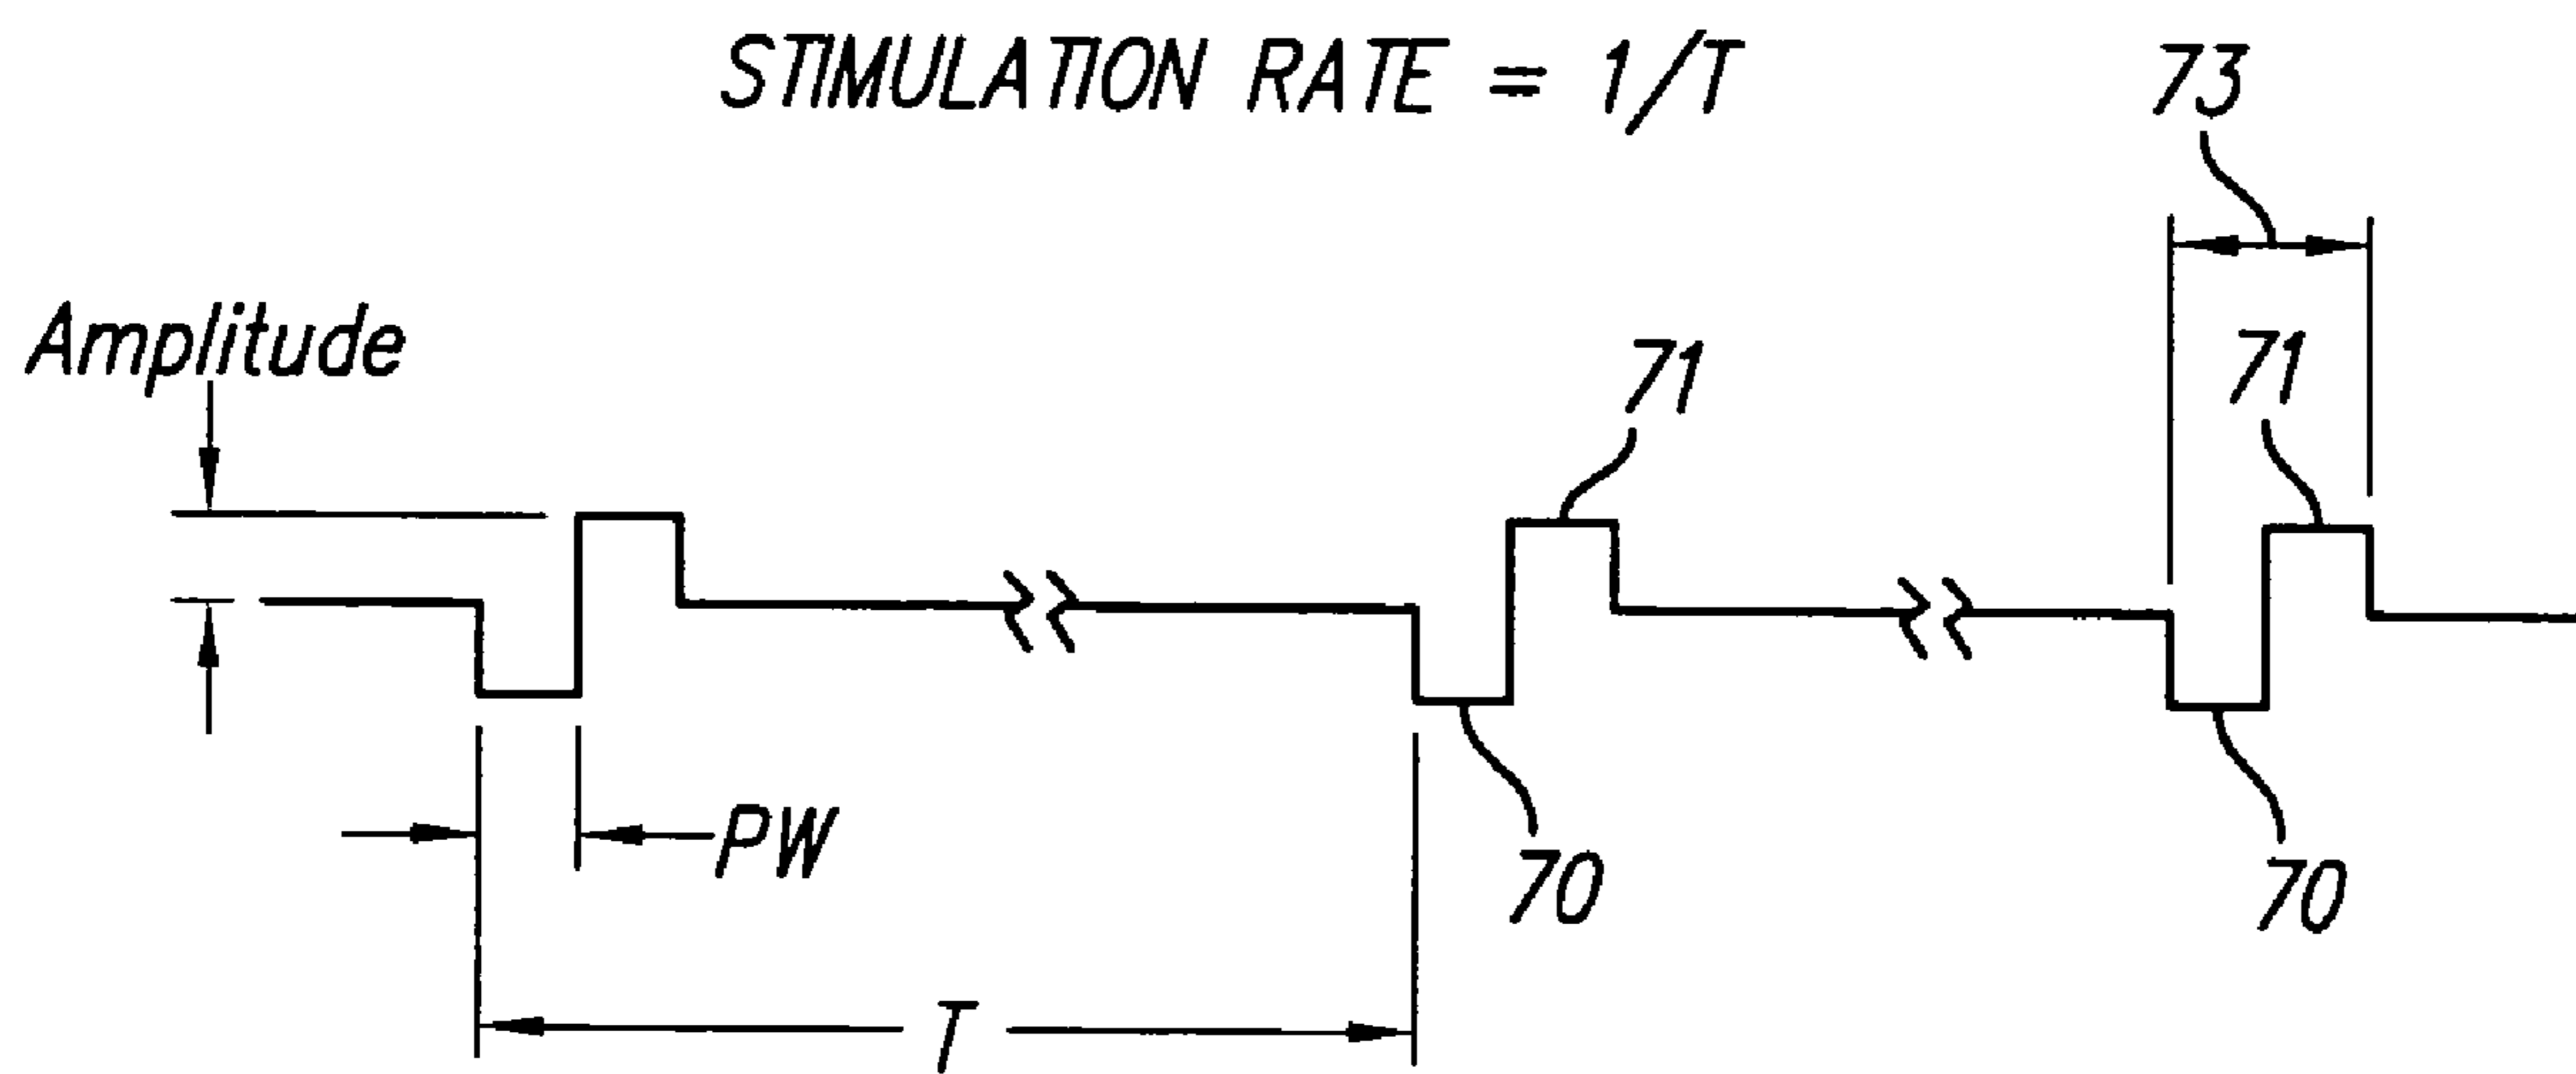 STIMULATION RATE = 1/T
73
Amplitude
71
71
PW
70
70
T